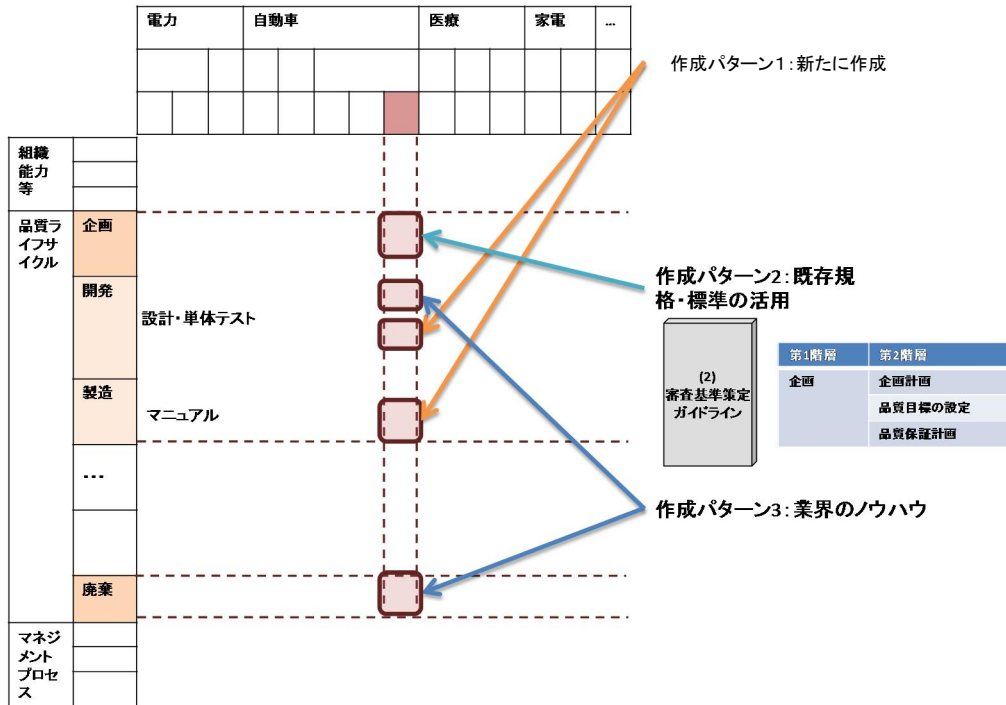 電力
自動車
医療
家電
...
作成パターン1：新たに作成
組織
能力
等
品質ラ
イフサ
イクル
企画
開発
設計・単体テスト
製造
マニュアル
...
廃棄
マネジ
メント
プロセ
ス
作成パターン2：既存規
格・標準の活用
(2)
審査基準策定
ガイドライン
第1階層
第2階層
企画
企画計画
品質目標の設定
品質保証計画
作成パターン3：業界のノウハウ